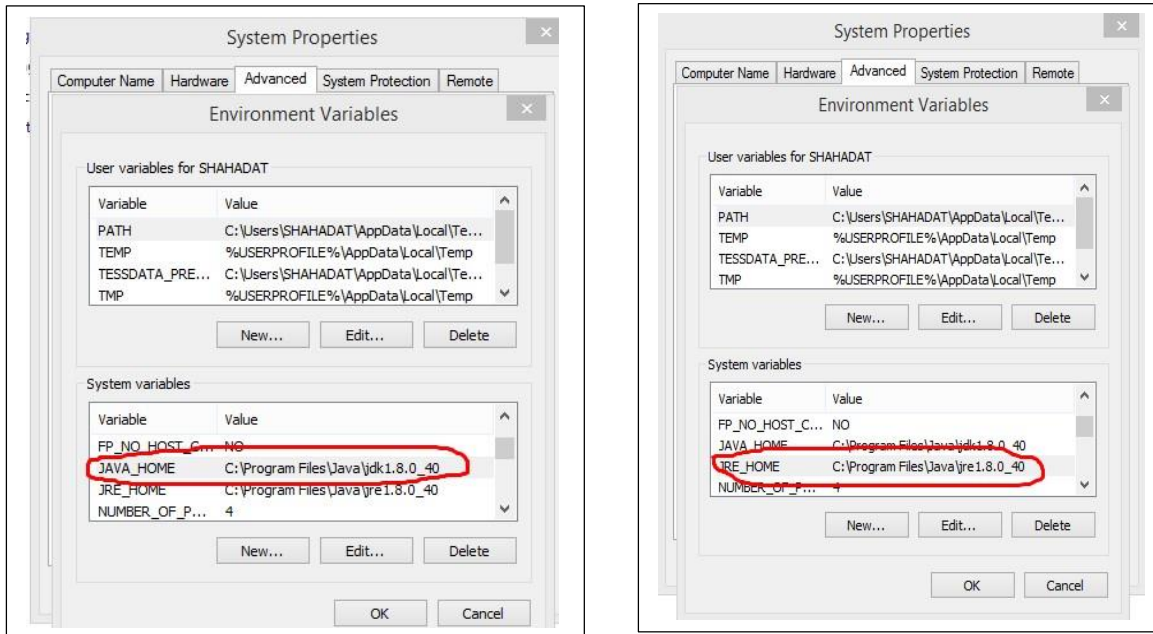 System Properties
Computer Name Hardware Advanced System Protection Remote
Environment Variables
User variables for SHAHADAT
Variable Value
PATH C:\Users\SHAHADAT\AppData\Local\Te...
TEMP %USERPROFILE%\AppData\Local\Temp
TESSDATA_PRE... C:\Users\SHAHADAT\AppData\Local\Te...
TMP %USERPROFILE%\AppData\Local\Temp
New... Edit... Delete
System variables
Variable Value
FP_NO_HOST_C... NO
JAVA_HOME C:\Program Files\Java\jdk1.8.0_40
JRE_HOME C:\Program Files\Java\jre1.8.0_40
NUMBER_OF_P... 4
New... Edit... Delete
OK Cancel
System Properties
Computer Name Hardware Advanced System Protection Remote
Environment Variables
User variables for SHAHADAT
Variable Value
PATH C:\Users\SHAHADAT\AppData\Local\Te...
TEMP %USERPROFILE%\AppData\Local\Temp
TESSDATA_PRE... C:\Users\SHAHADAT\AppData\Local\Te...
TMP %USERPROFILE%\AppData\Local\Temp
New... Edit... Delete
System variables
Variable Value
FP_NO_HOST_C... NO
JAVA_HOME C:\Program Files\Java\jdk1.8.0_40
JRE_HOME C:\Program Files\Java\jre1.8.0_40
NUMBER_OF_P... 4
New... Edit... Delete
OK Cancel